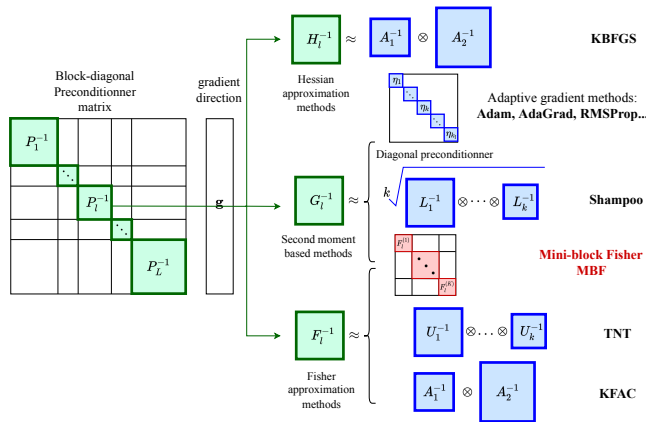 Block-diagonal
Preconditionner
matrix
gradient
direction
P_1^{-1}
⋱
P_l^{-1}
⋱
P_L^{-1}
g
H_l^{-1} ≈ A_1^{-1} ⊗ A_2^{-1}
KBFGS
Hessian
approximation
methods
η_1
⋱
η_k
⋱
Adaptive gradient methods:
Adam, AdaGrad, RMSProp...
Diagonal preconditionner
G_l^{-1} ≈
k√ L_1^{-1} ⊗ ⋯ ⊗ L_k^{-1}
Shampoo
Second moment
based methods
F_l^{(1)}
⋱
F_l^{(K)}
Mini-block Fisher
MBF
F_l^{-1} ≈
U_1^{-1} ⊗ ⋯ ⊗ U_k^{-1}
TNT
Fisher
approximation
methods
A_1^{-1} ⊗ A_2^{-1}
KFAC